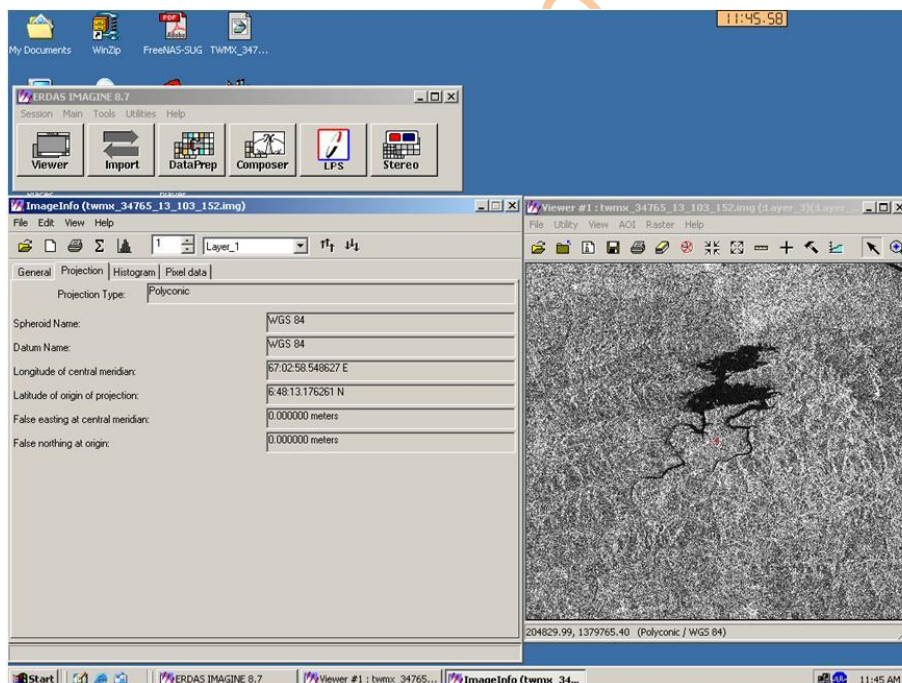 11:45.58
My Documents WinZip FreeNAS-SUG TWMX_347...
ERDAS IMAGINE 8.7
Session Main Tools Utilities Help
Viewer Import DataPrep Composer LPS Stereo
ImageInfo (twmx_34765_13_103_152.img)
File Edit View Help
1 Layer_1
General Projection Histogram Pixel data
Projection Type: Polyconic
Spheroid Name: WGS 84
Datum Name: WGS 84
Longitude of central meridian: 67:02:58.548627 E
Latitude of origin of projection: 6:48:13.176261 N
False easting at central meridian: 0.000000 meters
False northing at origin: 0.000000 meters
Viewer #1 : twmx_34765_13_103_152.img (:Layer_3)(:Layer_
File Utility View AOI Raster Help
204829.99, 1379765.40 (Polyconic / WGS 84)
Start ERDAS IMAGINE 8.7 Viewer #1 : twmx_34765... ImageInfo (twmx_34... 11:45 AM